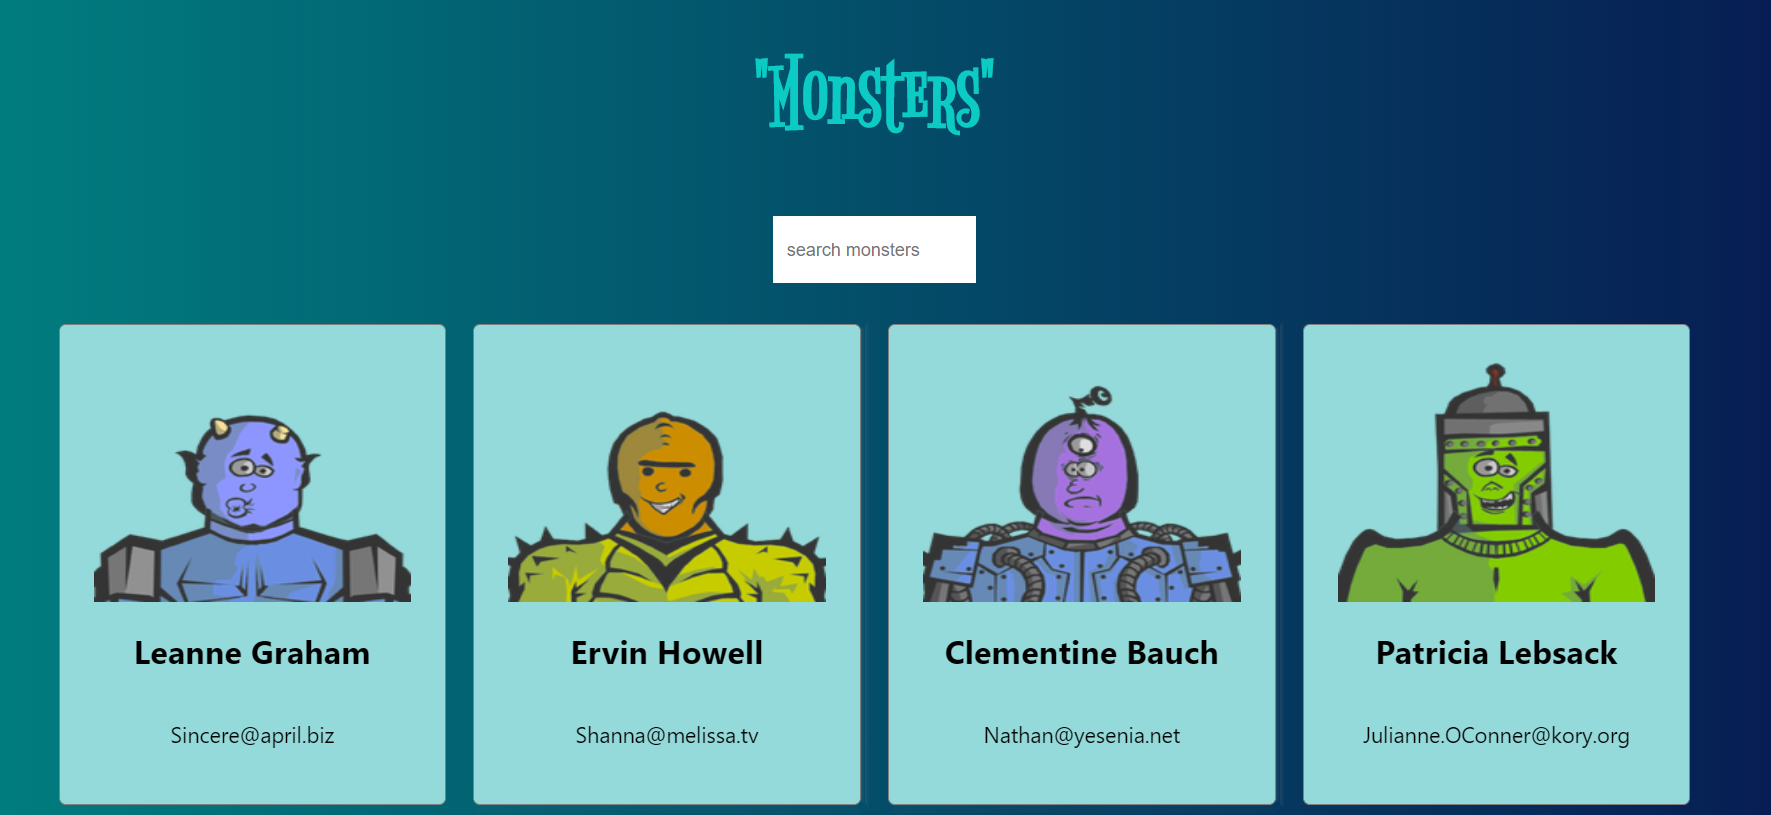 "Monsters"
search monsters
Leanne Graham
Sincere@april.biz
Ervin Howell
Shanna@melissa.tv
Clementine Bauch
Nathan@yesenia.net
Patricia Lebsack
Julianne.OConner@kory.org